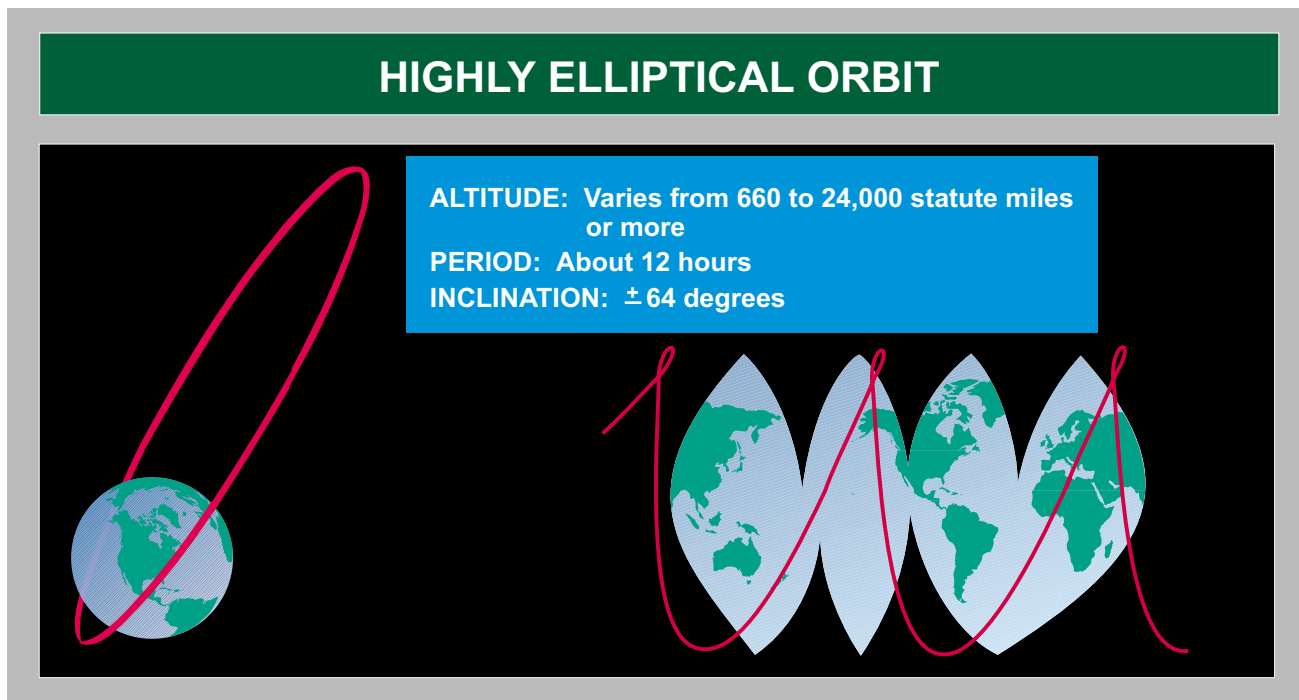 HIGHLY ELLIPTICAL ORBIT
ALTITUDE: Varies from 660 to 24,000 statute miles
or more
PERIOD: About 12 hours
INCLINATION: ± 64 degrees